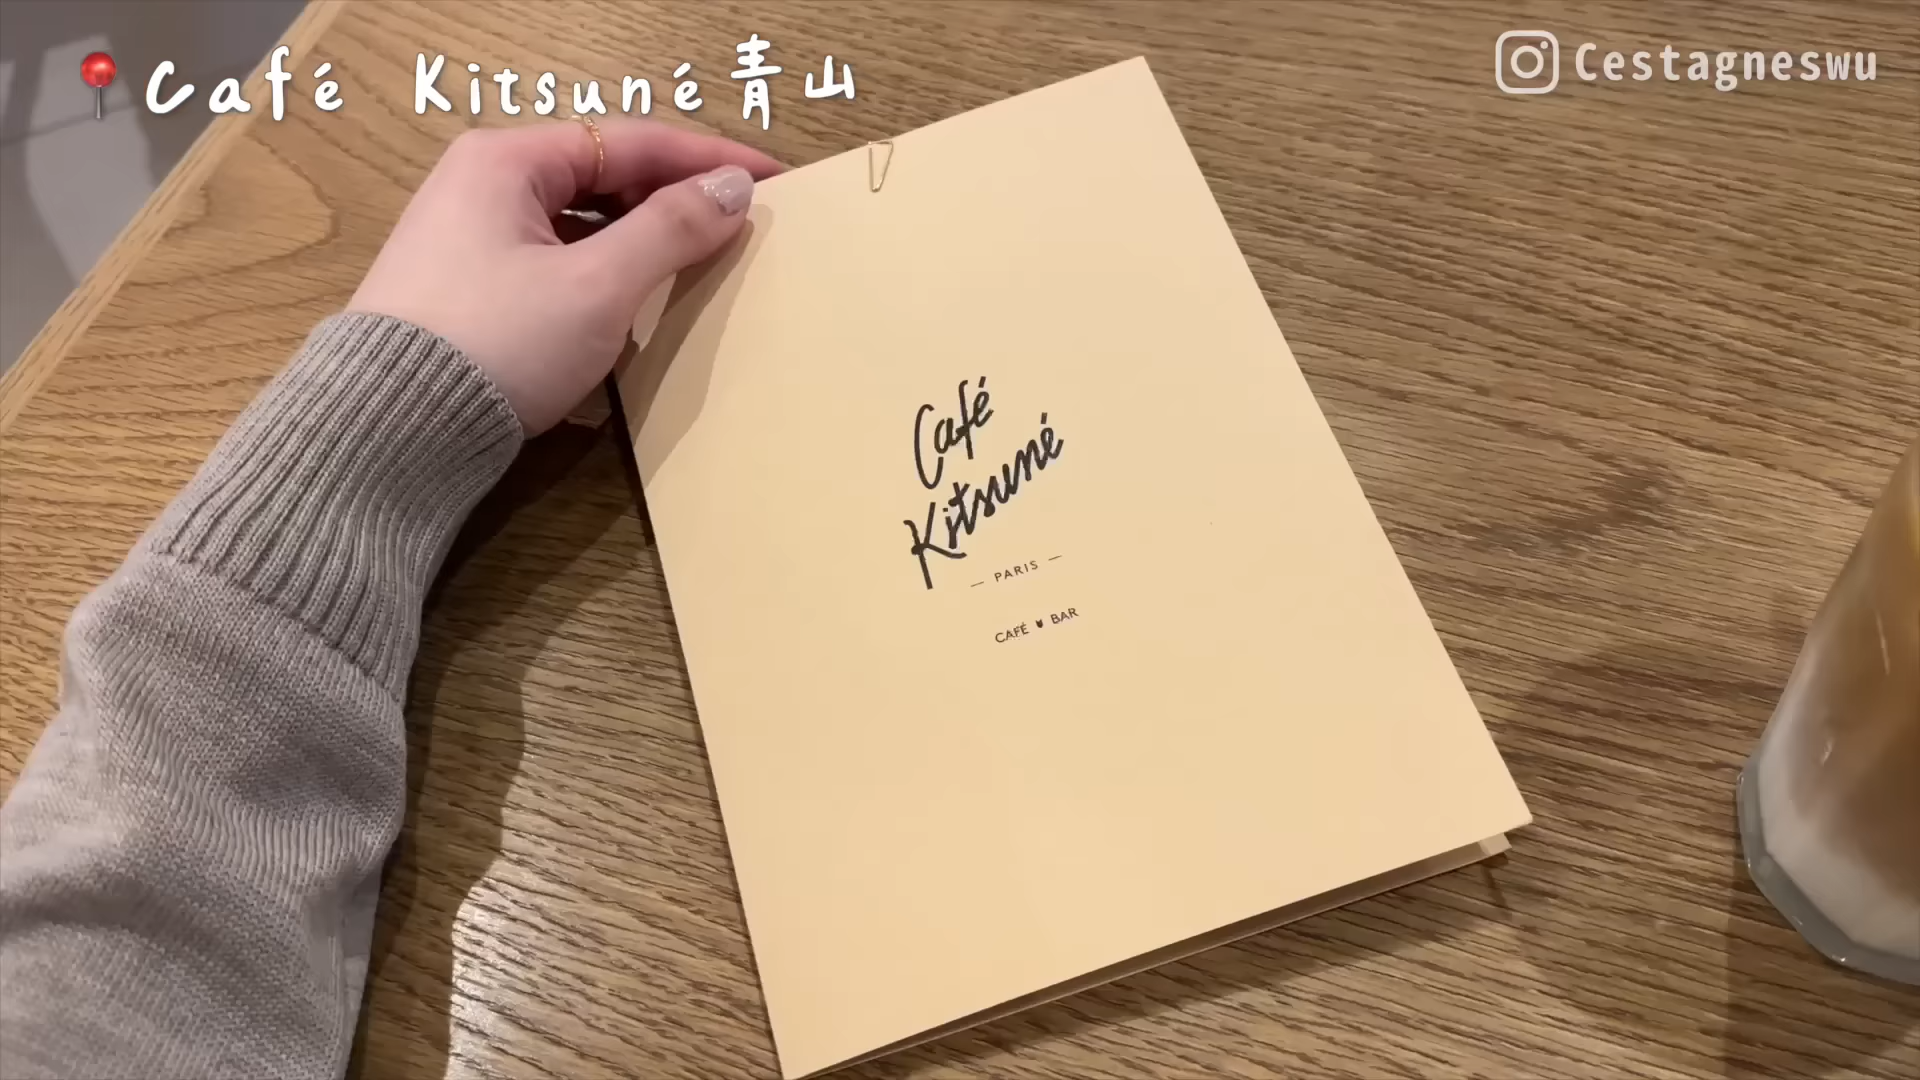 Café Kitsuné青山
Cestagneswu
Café
Kitsuné
— PARIS —
CAFÉ BAR